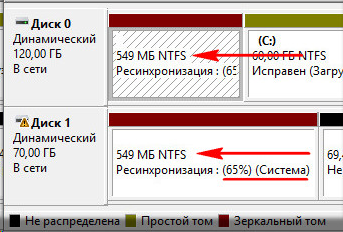 Диск 0
Динамический
120,00 ГБ
В сети
549 МБ NTFS
Ресинхронизация : (65
(C:)
60,00 ГБ NTFS
Исправен (Загру
Диск 1
Динамический
70,00 ГБ
В сети
549 МБ NTFS
Ресинхронизация : (65%) (Система)
69,4
Не
Не распределена
Простой том
Зеркальный том